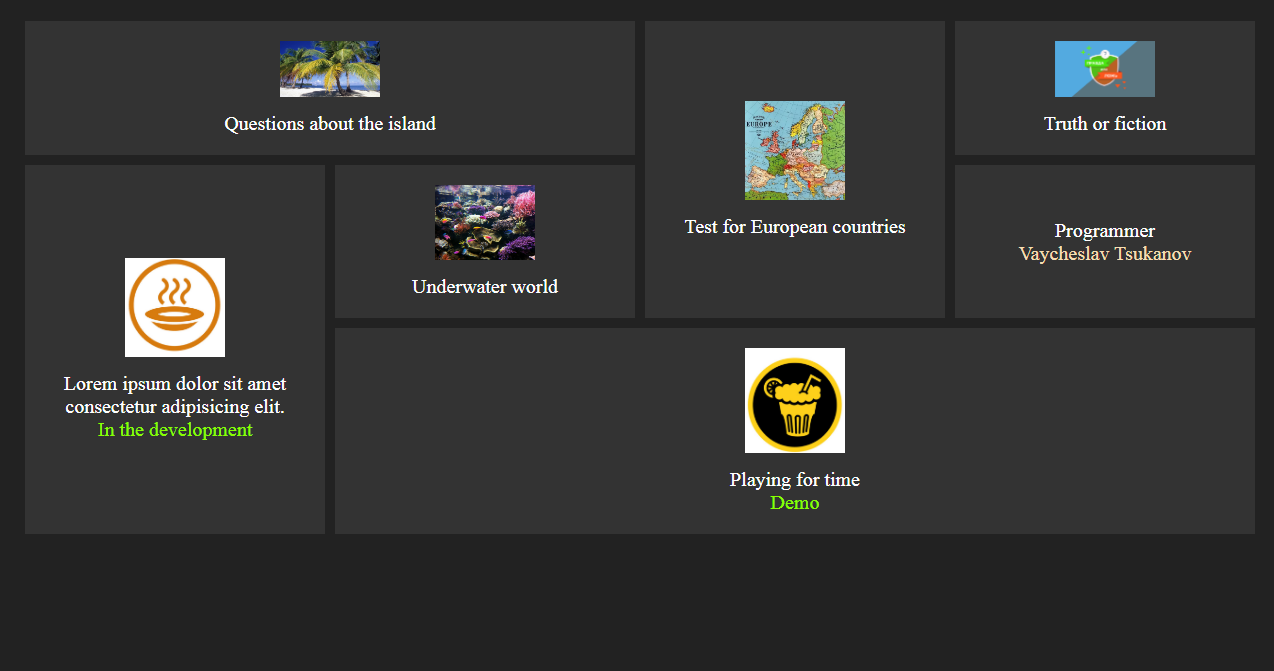 Questions about the island
EUROPE
Test for European countries
Truth or fiction
Underwater world
Programmer
Vaycheslav Tsukanov
Lorem ipsum dolor sit amet
consectetur adipisicing elit.
In the development
Playing for time
Demo